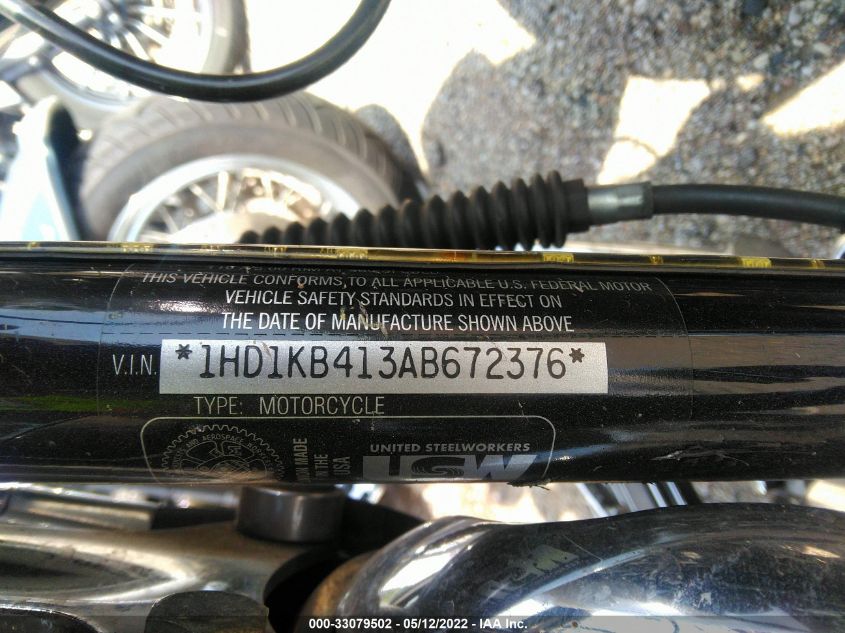 THIS VEHICLE CONFORMS TO ALL APPLICABLE U.S. FEDERAL MOTOR
VEHICLE SAFETY STANDARDS IN EFFECT ON
THE DATE OF MANUFACTURE SHOWN ABOVE
V.I.N. *1HD1KB413AB672376*
TYPE: MOTORCYCLE
UNITED STEELWORKERS
USW
MADE
IN THE
USA
000-33079502 - 05/12/2022 - IAA Inc.